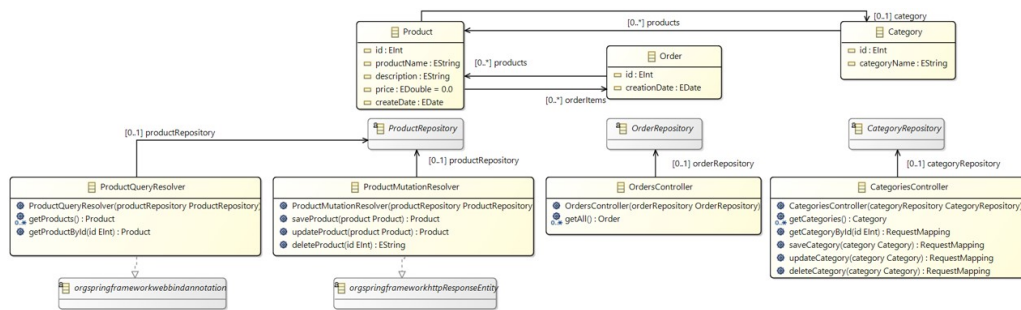 [0..1] category
[0..*] products
Product
id : EInt
productName : EString
description : EString
price : EDouble = 0.0
createDate : EDate
Category
id : EInt
categoryName : EString
[0..*] products
Order
id : EInt
creationDate : EDate
[0..*] orderItems
[0..1] productRepository
ProductRepository
OrderRepository
CategoryRepository
[0..1] productRepository
[0..1] orderRepository
[0..1] categoryRepository
ProductQueryResolver
ProductQueryResolver(productRepository ProductRepository)
0..* getProducts() : Product
getProductById(id EInt) : Product
ProductMutationResolver
ProductMutationResolver(productRepository ProductRepository)
saveProduct(product Product) : Product
updateProduct(product Product) : Product
deleteProduct(id EInt) : EString
OrdersController
OrdersController(orderRepository OrderRepository)
0..* getAll() : Order
CategoriesController
CategoriesController(categoryRepository CategoryRepository)
0..* getCategories() : Category
getCategoryById(id EInt) : RequestMapping
saveCategory(category Category) : RequestMapping
updateCategory(category Category) : RequestMapping
deleteCategory(category Category) : RequestMapping
orgspringframeworkwebbindannotation
orgspringframeworkhttpResponseEntity